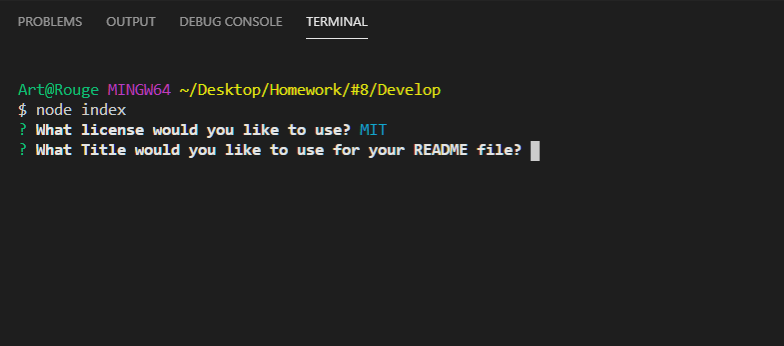 PROBLEMS OUTPUT DEBUG CONSOLE TERMINAL
Art@Rouge MINGW64 ~/Desktop/Homework/#8/Develop
$ node index
? What license would you like to use? MIT
? What Title would you like to use for your README file?